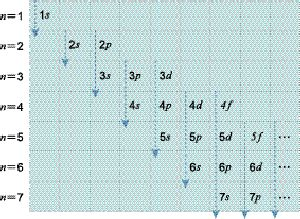 n=1 1s
n=2 2s 2p
n=3 3s 3p 3d
n=4 4s 4p 4d 4f
n=5 5s 5p 5d 5f ...
n=6 6s 6p 6d ...
n=7 7s 7p ...